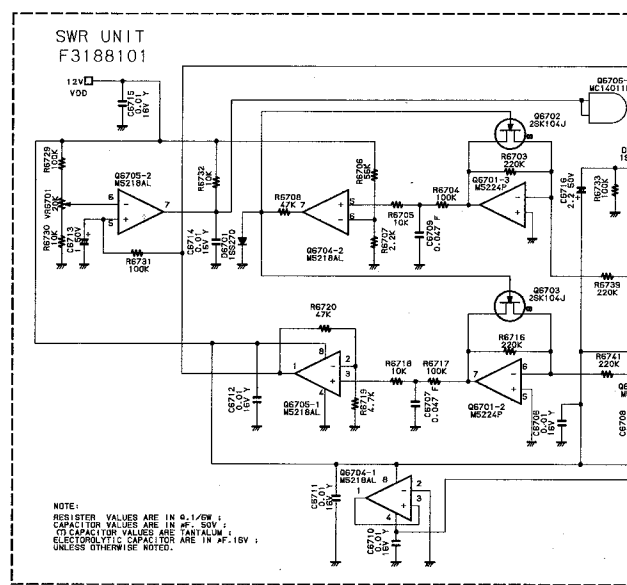 SWR UNIT
F3188101
12V
VDD
C6715
0.01
16V Y
Q6702
2SK104J
R6703
220K
Q6701-3
M5224P
C6716
2.2 50V
R6733
100K
R6729
100K
VR6701
R6730
10K
C6713
1 50V
Q6705-2
M5218AL
6
5
7
R6731
100K
R6732
10K
C6714
0.01
16V Y
D6701
1SS270
R6708
47K
7
Q6704-2
M5218AL
5
6
R6706
56K
R6707
2.2K
R6705
10K
C6709
0.047 F
R6704
100K
R6739
220K
Q6703
2SK104J
R6716
220K
R6741
220K
Q6701-2
M5224P
7
6
5
R6720
47K
1
8
2
3
4
Q6705-1
M5218AL
C6712
0.01
16V Y
R6719
4.7K
R6718
10K
R6717
100K
C6707
0.047 F
C6706
0.01
16V Y
C6708
Q6704-1
M5218AL
1
8
2
3
4
C6711
0.01
16V Y
C6710
0.01
16V Y
NOTE:
RESISTER VALUES ARE IN Ω.1/6W ;
CAPACITOR VALUES ARE IN μF. 50V ;
(T) CAPACITOR VALUES ARE TANTALUM ;
ELECTOROLYTIC CAPACITOR ARE IN μF.16V ;
UNLESS OTHERWISE NOTED.